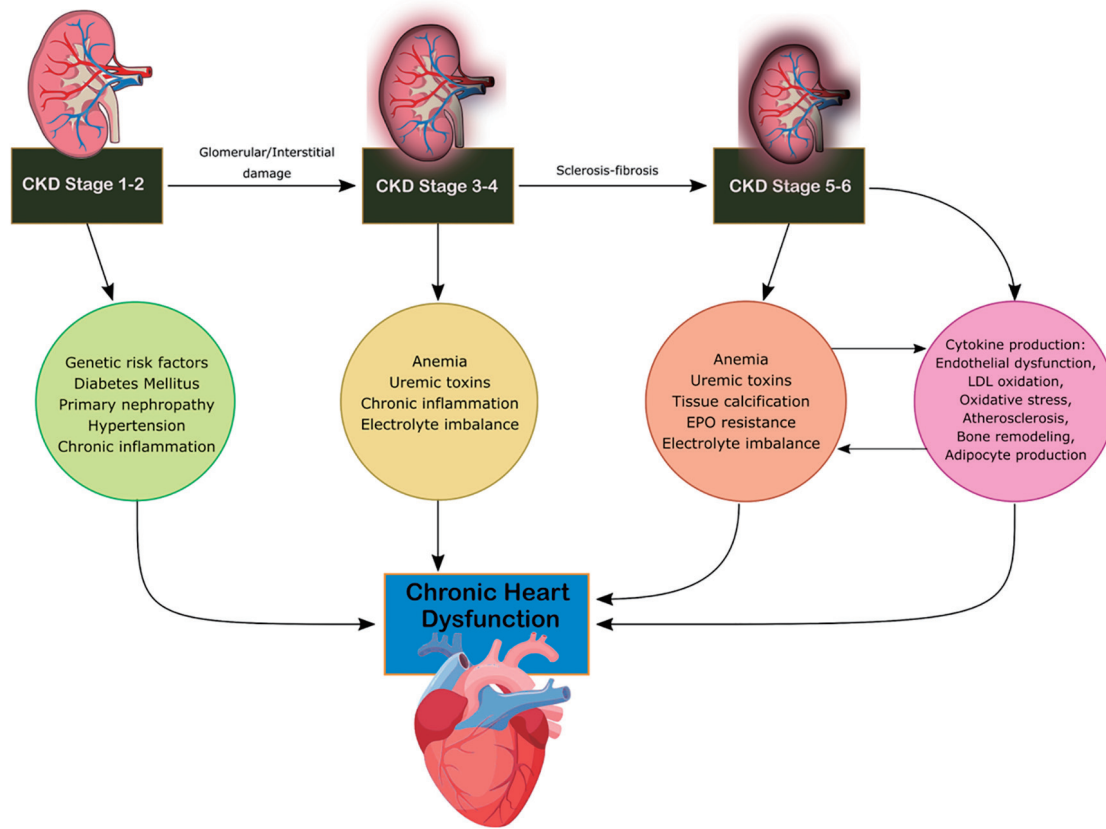 CKD Stage 1-2
Glomerular/Interstitial
damage
CKD Stage 3-4
Sclerosis-fibrosis
CKD Stage 5-6
Genetic risk factors
Diabetes Mellitus
Primary nephropathy
Hypertension
Chronic inflammation
Anemia
Uremic toxins
Chronic inflammation
Electrolyte imbalance
Anemia
Uremic toxins
Tissue calcification
EPO resistance
Electrolyte imbalance
Cytokine production:
Endothelial dysfunction,
LDL oxidation,
Oxidative stress,
Atherosclerosis,
Bone remodeling,
Adipocyte production
Chronic Heart
Dysfunction